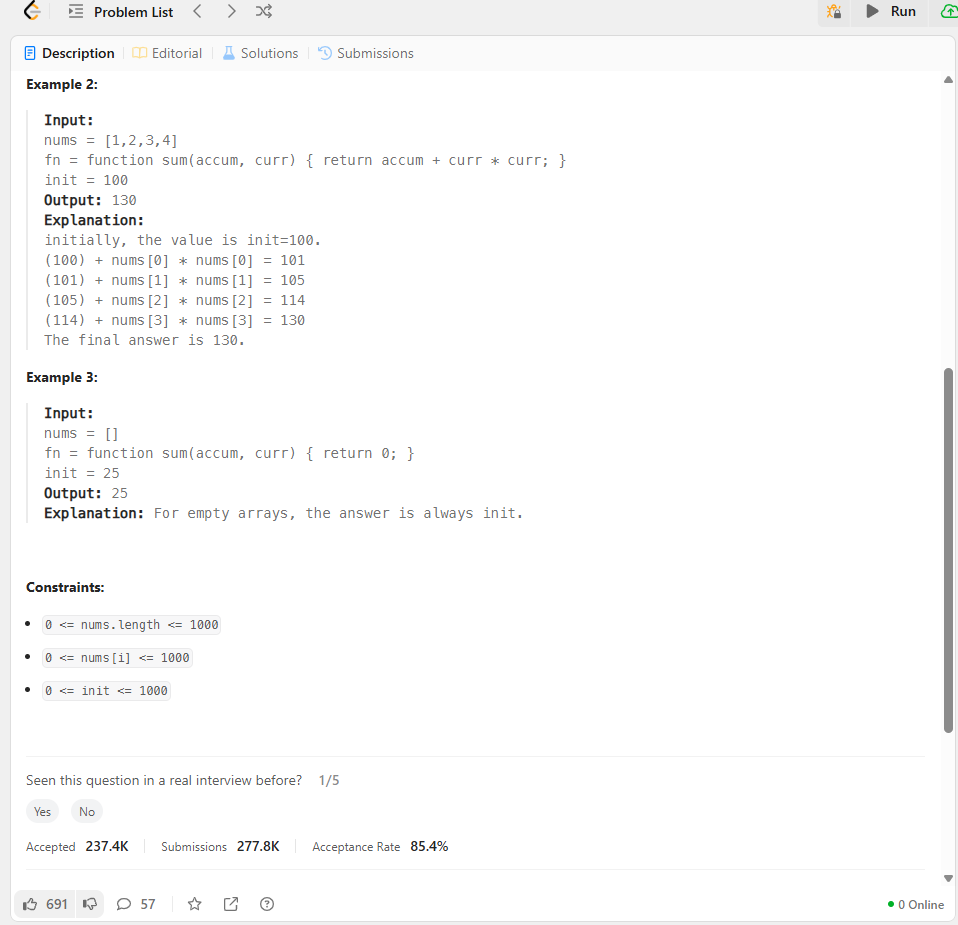 Problem List
Run
Description
Editorial
Solutions
Submissions
Example 2:
Input:
nums = [1,2,3,4]
fn = function sum(accum, curr) { return accum + curr * curr; }
init = 100
Output: 130
Explanation:
initially, the value is init=100.
(100) + nums[0] * nums[0] = 101
(101) + nums[1] * nums[1] = 105
(105) + nums[2] * nums[2] = 114
(114) + nums[3] * nums[3] = 130
The final answer is 130.
Example 3:
Input:
nums = []
fn = function sum(accum, curr) { return 0; }
init = 25
Output: 25
Explanation: For empty arrays, the answer is always init.
Constraints:
0 <= nums.length <= 1000
0 <= nums[i] <= 1000
0 <= init <= 1000
Seen this question in a real interview before? 1/5
Yes No
Accepted 237.4K Submissions 277.8K Acceptance Rate 85.4%
691 57 0 Online